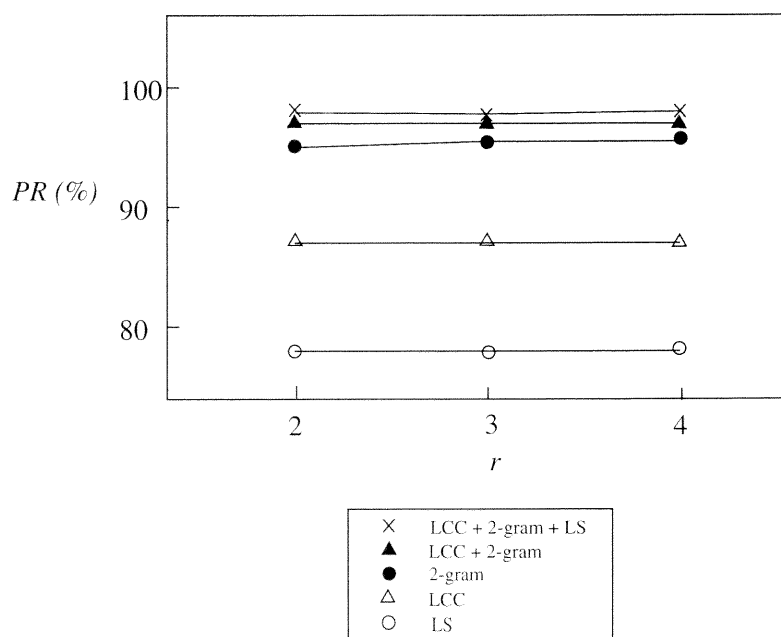 100
PR (%)
90
80
2 3 4
r
LCC + 2-gram + LS
LCC + 2-gram
2-gram
LCC
LS